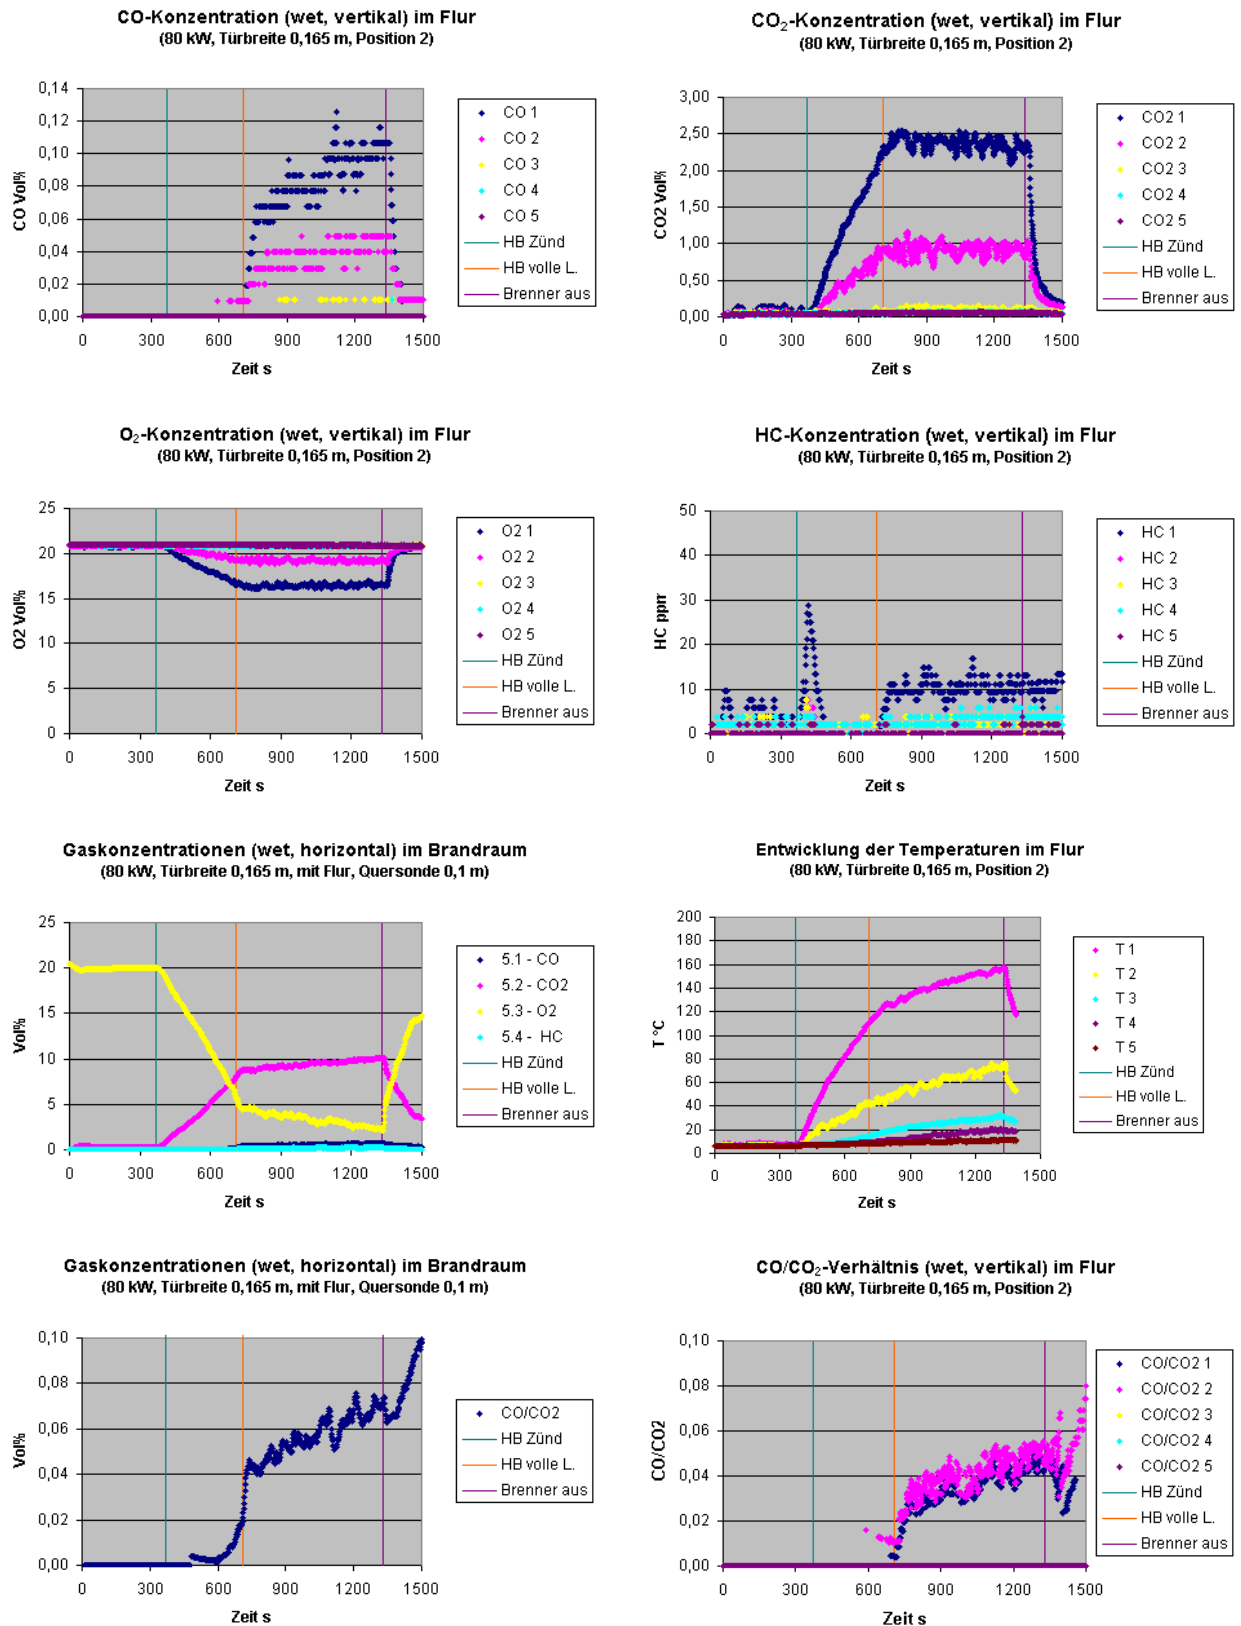 CO-Konzentration (wet, vertikal) im Flur
(80 kW, Türbreite 0,165 m, Position 2)
0,14
0,12
0,10
0,08
0,06
0,04
0,02
0,00
CO Vol%
0 300 600 900 1200 1500
Zeit s
CO 1
CO 2
CO 3
CO 4
CO 5
HB Zünd
HB volle L.
Brenner aus
CO₂-Konzentration (wet, vertikal) im Flur
(80 kW, Türbreite 0,165 m, Position 2)
3,00
2,50
2,00
1,50
1,00
0,50
0,00
CO2 Vol%
0 300 600 900 1200 1500
Zeit s
CO2 1
CO2 2
CO2 3
CO2 4
CO2 5
HB Zünd
HB volle L.
Brenner aus
O₂-Konzentration (wet, vertikal) im Flur
(80 kW, Türbreite 0,165 m, Position 2)
25
20
15
10
5
0
O2 Vol%
0 300 600 900 1200 1500
Zeit s
O2 1
O2 2
O2 3
O2 4
O2 5
HB Zünd
HB volle L.
Brenner aus
HC-Konzentration (wet, vertikal) im Flur
(80 kW, Türbreite 0,165 m, Position 2)
50
40
30
20
10
0
HC ppm
0 300 600 900 1200 1500
Zeit s
HC 1
HC 2
HC 3
HC 4
HC 5
HB Zünd
HB volle L.
Brenner aus
Gaskonzentrationen (wet, horizontal) im Brandraum
(80 kW, Türbreite 0,165 m, mit Flur, Quersonde 0,1 m)
25
20
15
10
5
0
Vol%
0 300 600 900 1200 1500
Zeit s
5.1 - CO
5.2 - CO2
5.3 - O2
5.4 - HC
HB Zünd
HB volle L.
Brenner aus
Entwicklung der Temperaturen im Flur
(80 kW, Türbreite 0,165 m, Position 2)
200
180
160
140
120
100
80
60
40
20
0
T °C
0 300 600 900 1200 1500
Zeit s
T 1
T 2
T 3
T 4
T 5
HB Zünd
HB volle L.
Brenner aus
Gaskonzentrationen (wet, horizontal) im Brandraum
(80 kW, Türbreite 0,165 m, mit Flur, Quersonde 0,1 m)
0,10
0,08
0,06
0,04
0,02
0,00
Vol%
0 300 600 900 1200 1500
Zeit s
CO/CO2
HB Zünd
HB volle L.
Brenner aus
CO/CO₂-Verhältnis (wet, vertikal) im Flur
(80 kW, Türbreite 0,165 m, Position 2)
0,10
0,08
0,06
0,04
0,02
0,00
CO/CO2
0 300 600 900 1200 1500
Zeit s
CO/CO2 1
CO/CO2 2
CO/CO2 3
CO/CO2 4
CO/CO2 5
HB Zünd
HB volle L.
Brenner aus